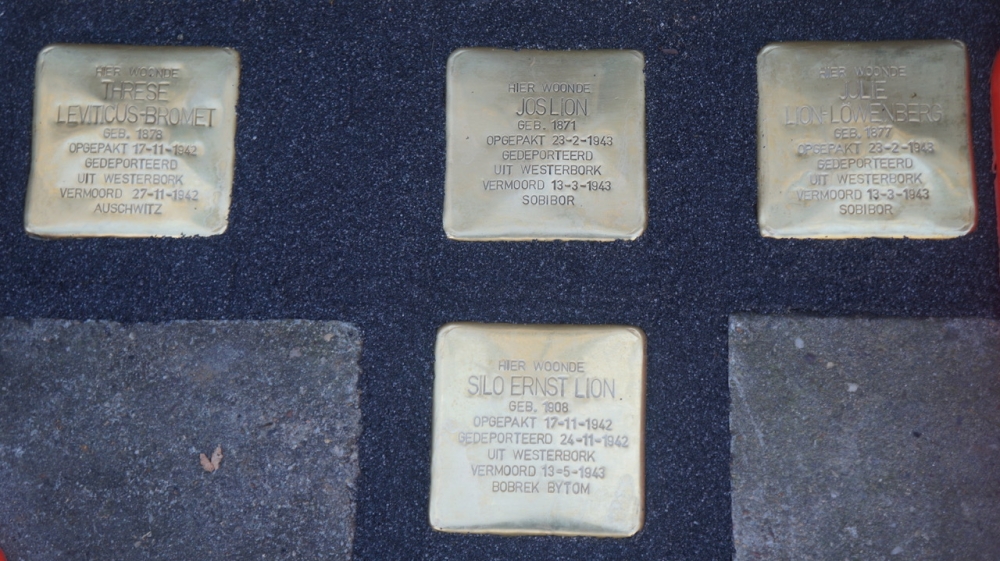 HIER WOONDE
THRESE
LEVITICUS-BROMET
GEB. 1878
OPGEPAKT 17-11-1942
GEDEPORTEERD
UIT WESTERBORK
VERMOORD 27-11-1942
AUSCHWITZ
HIER WOONDE
JOS LION
GEB. 1871
OPGEPAKT 23-2-1943
GEDEPORTEERD
UIT WESTERBORK
VERMOORD 13-3-1943
SOBIBOR
HIER WOONDE
JULIE
LION-LÖWENBERG
GEB. 1877
OPGEPAKT 23-2-1943
GEDEPORTEERD
UIT WESTERBORK
VERMOORD 13-3-1943
SOBIBOR
HIER WOONDE
SILO ERNST LION
GEB. 1908
OPGEPAKT 17-11-1942
GEDEPORTEERD 24-11-1942
UIT WESTERBORK
VERMOORD 13-5-1943
BOBREK BYTOM